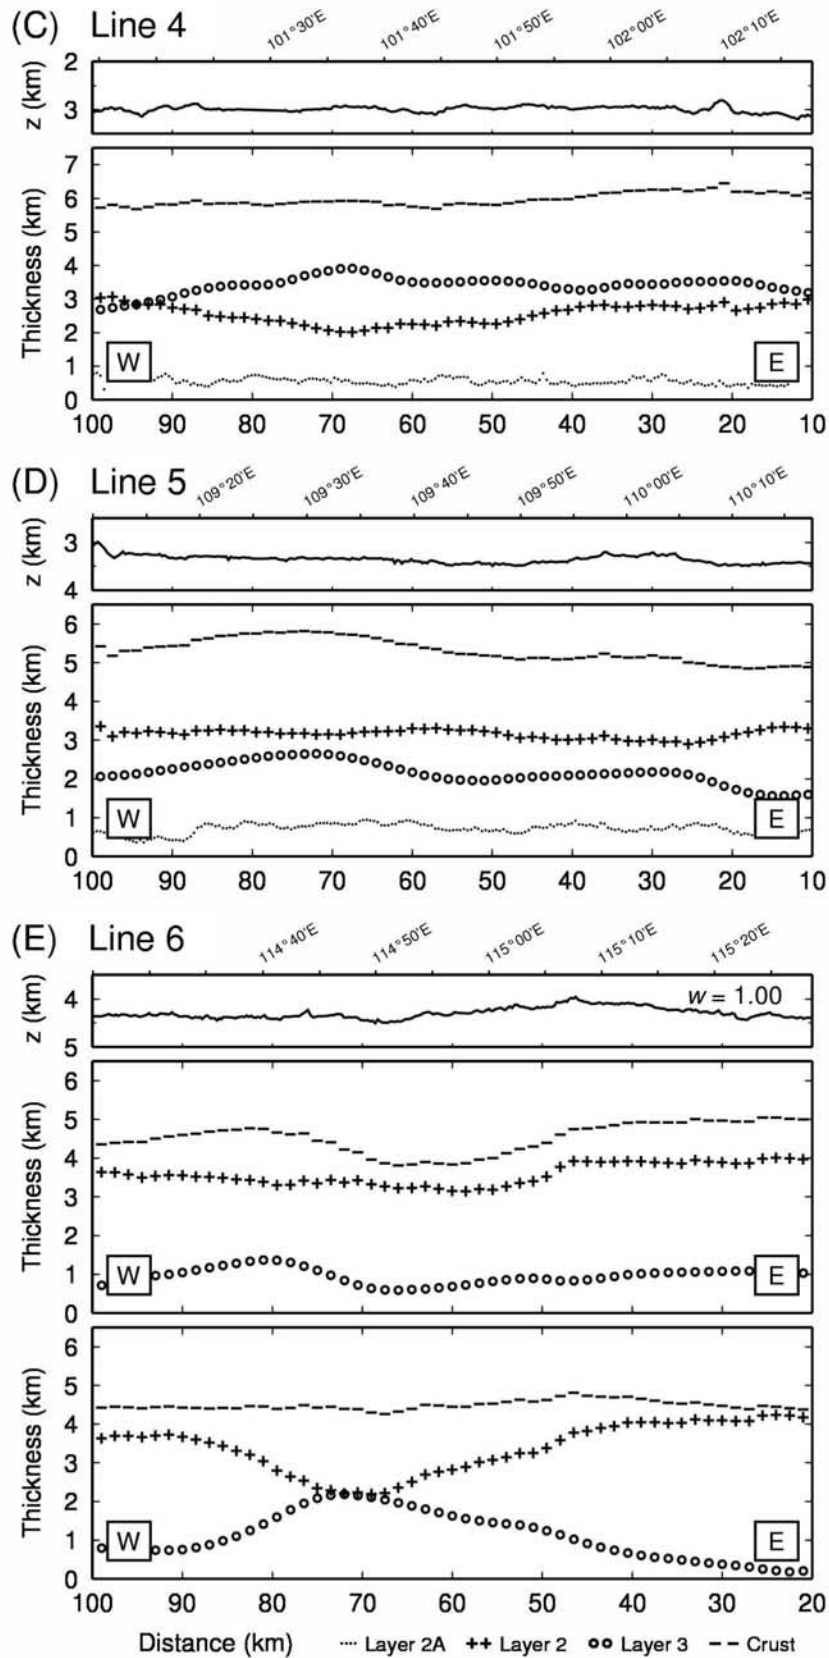 (C) Line 4
101°30'E 101°40'E 101°50'E 102°00'E 102°10'E
z (km)
2
3
Thickness (km)
7
6
5
4
3
2
1
0
W E
100 90 80 70 60 50 40 30 20 10
(D) Line 5
109°20'E 109°30'E 109°40'E 109°50'E 110°00'E 110°10'E
z (km)
3
4
Thickness (km)
6
5
4
3
2
1
0
W E
100 90 80 70 60 50 40 30 20 10
(E) Line 6
114°40'E 114°50'E 115°00'E 115°10'E 115°20'E
z (km)
4
5
w = 1.00
Thickness (km)
6
5
4
3
2
1
0
W E
Thickness (km)
6
5
4
3
2
1
0
W E
100 90 80 70 60 50 40 30 20
Distance (km) Layer 2A Layer 2 Layer 3 Crust